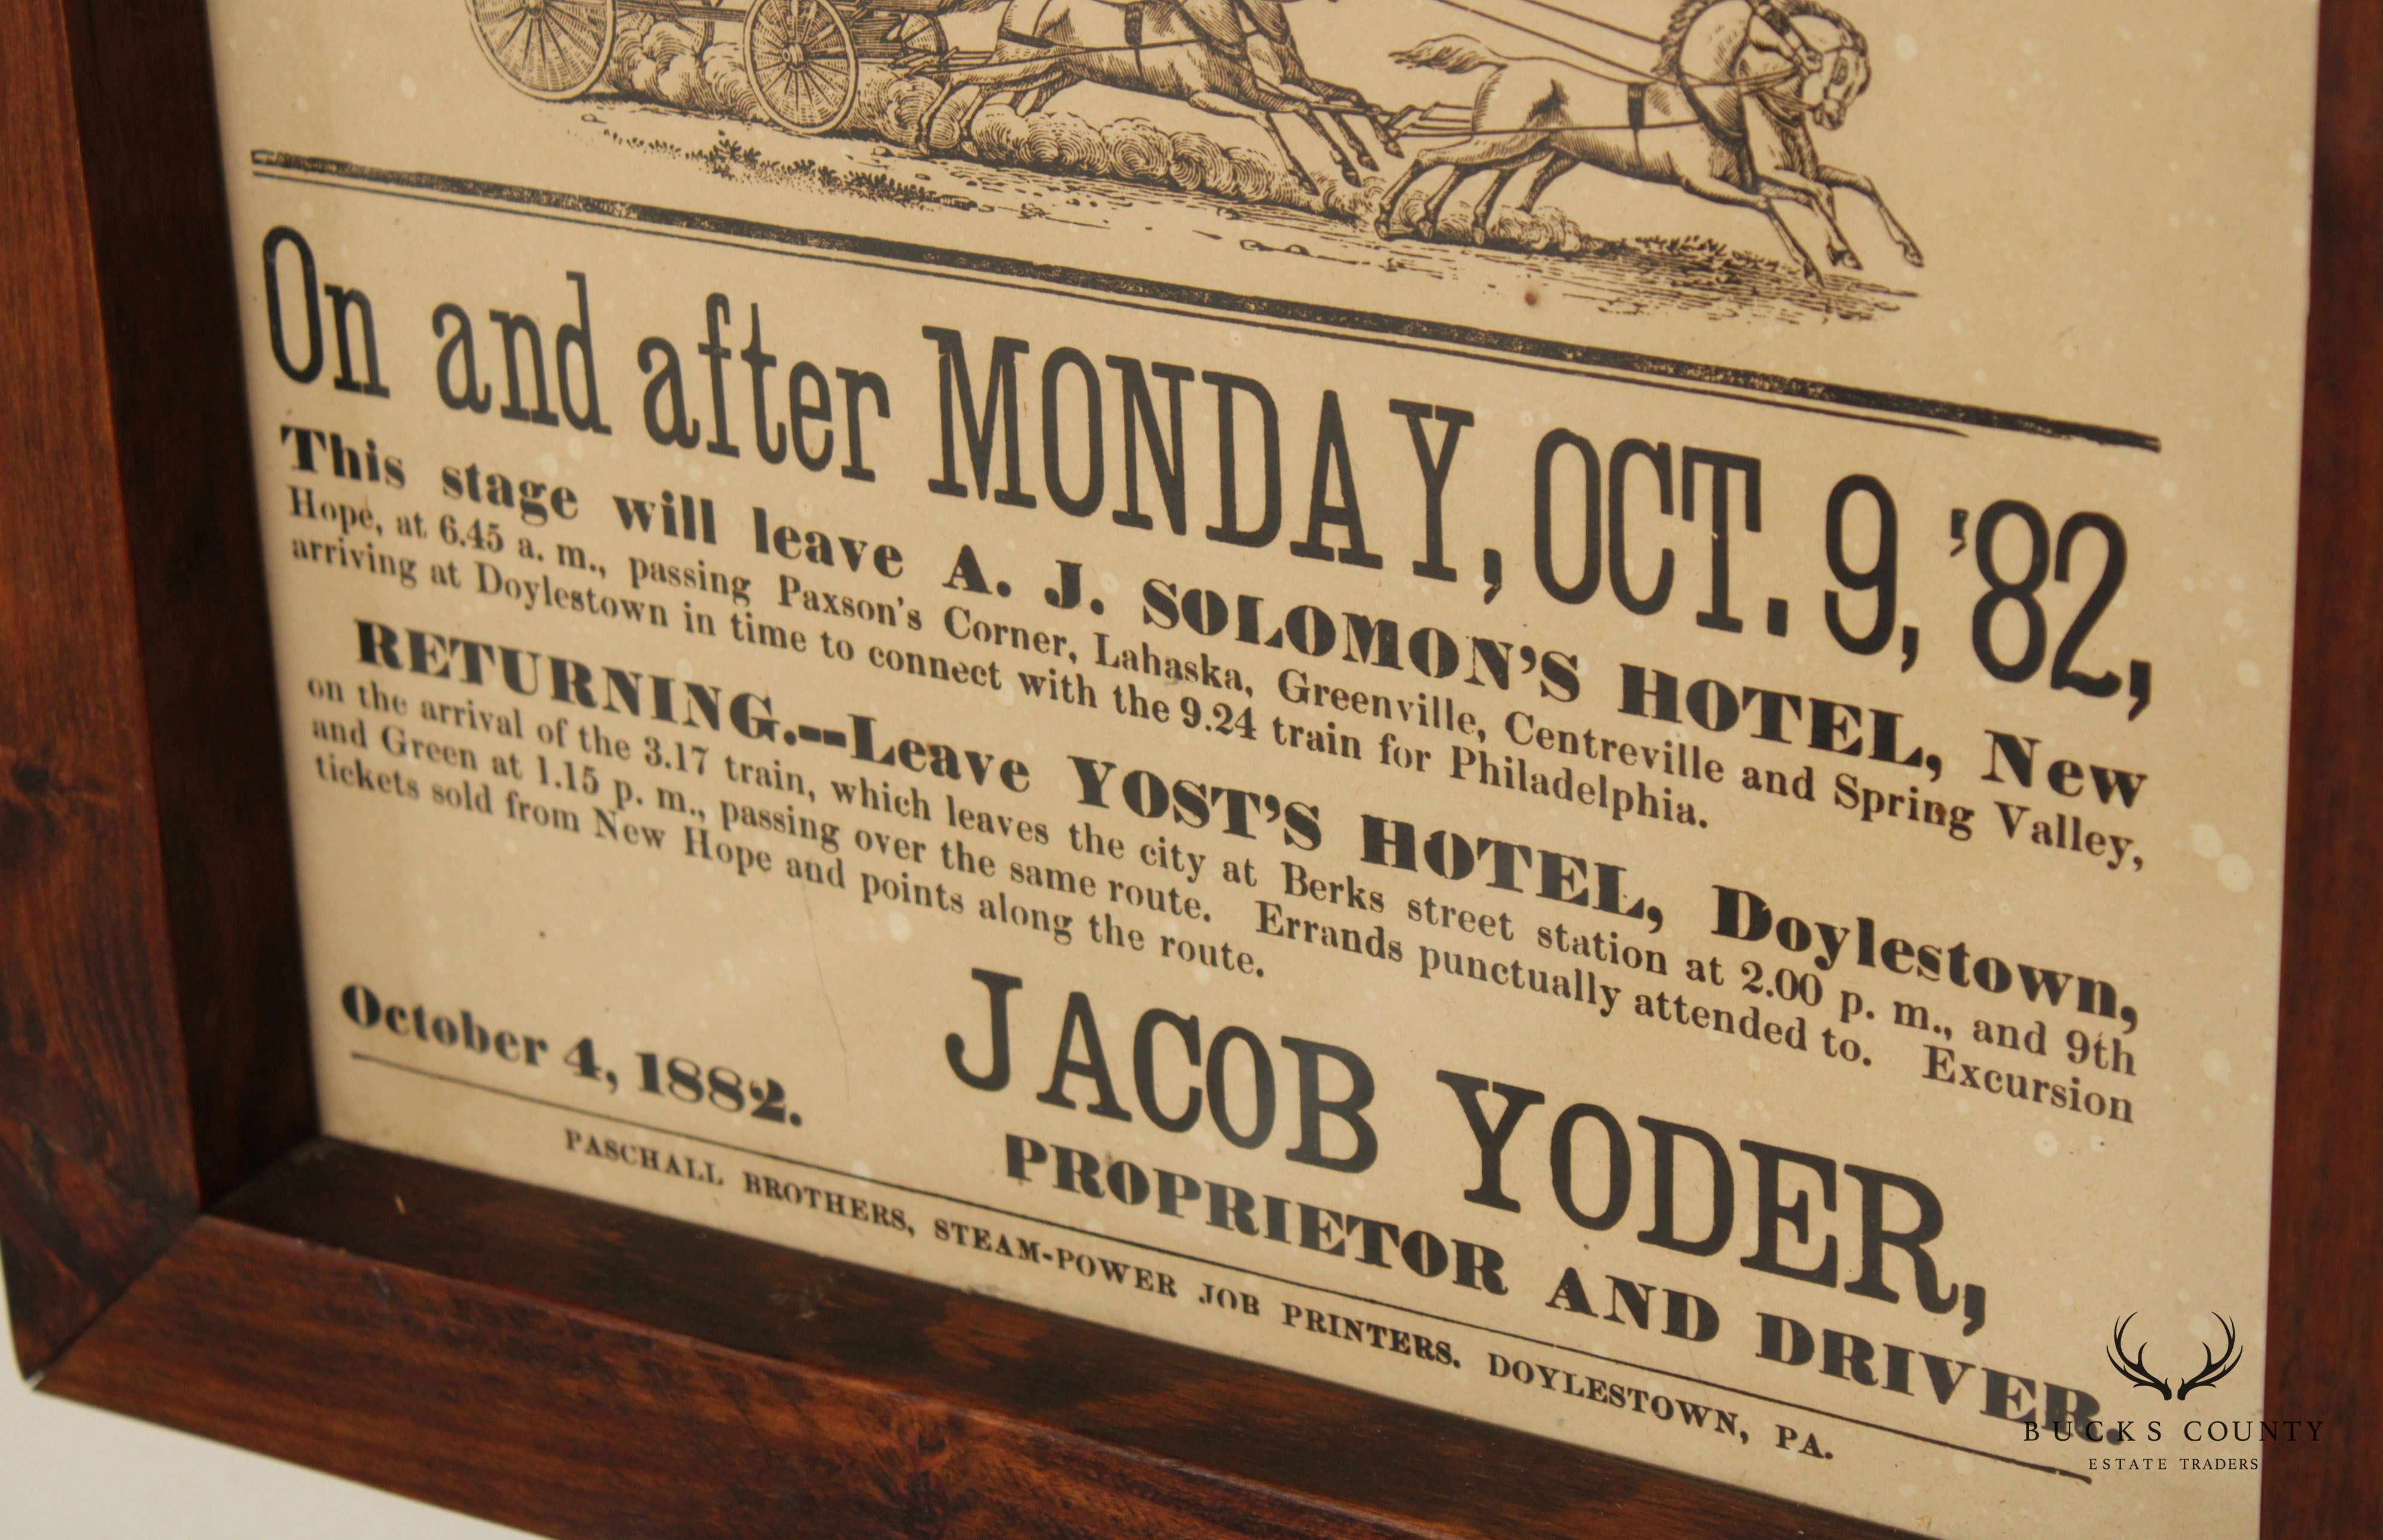 On and after MONDAY, OCT. 9, '82,
This stage will leave A. J. SOLOMON'S HOTEL, New
Hope, at 6.45 a. m., passing Paxson's Corner, Lahaska, Greenville, Centreville and Spring Valley,
arriving at Doylestown in time to connect with the 9.24 train for Philadelphia.
RETURNING.--Leave YOST'S HOTEL, Doylestown,
on the arrival of the 3.17 train, which leaves the city at Berks street station at 2.00 p. m., and 9th
and Green at 1.15 p. m., passing over the same route. Errands punctually attended to. Excursion
tickets sold from New Hope and points along the route.
October 4, 1882.
JACOB YODER,
PROPRIETOR AND DRIVER.
PASCHALL BROTHERS, STEAM-POWER JOB PRINTERS. DOYLESTOWN, PA.
BUCKS COUNTY
ESTATE TRADERS